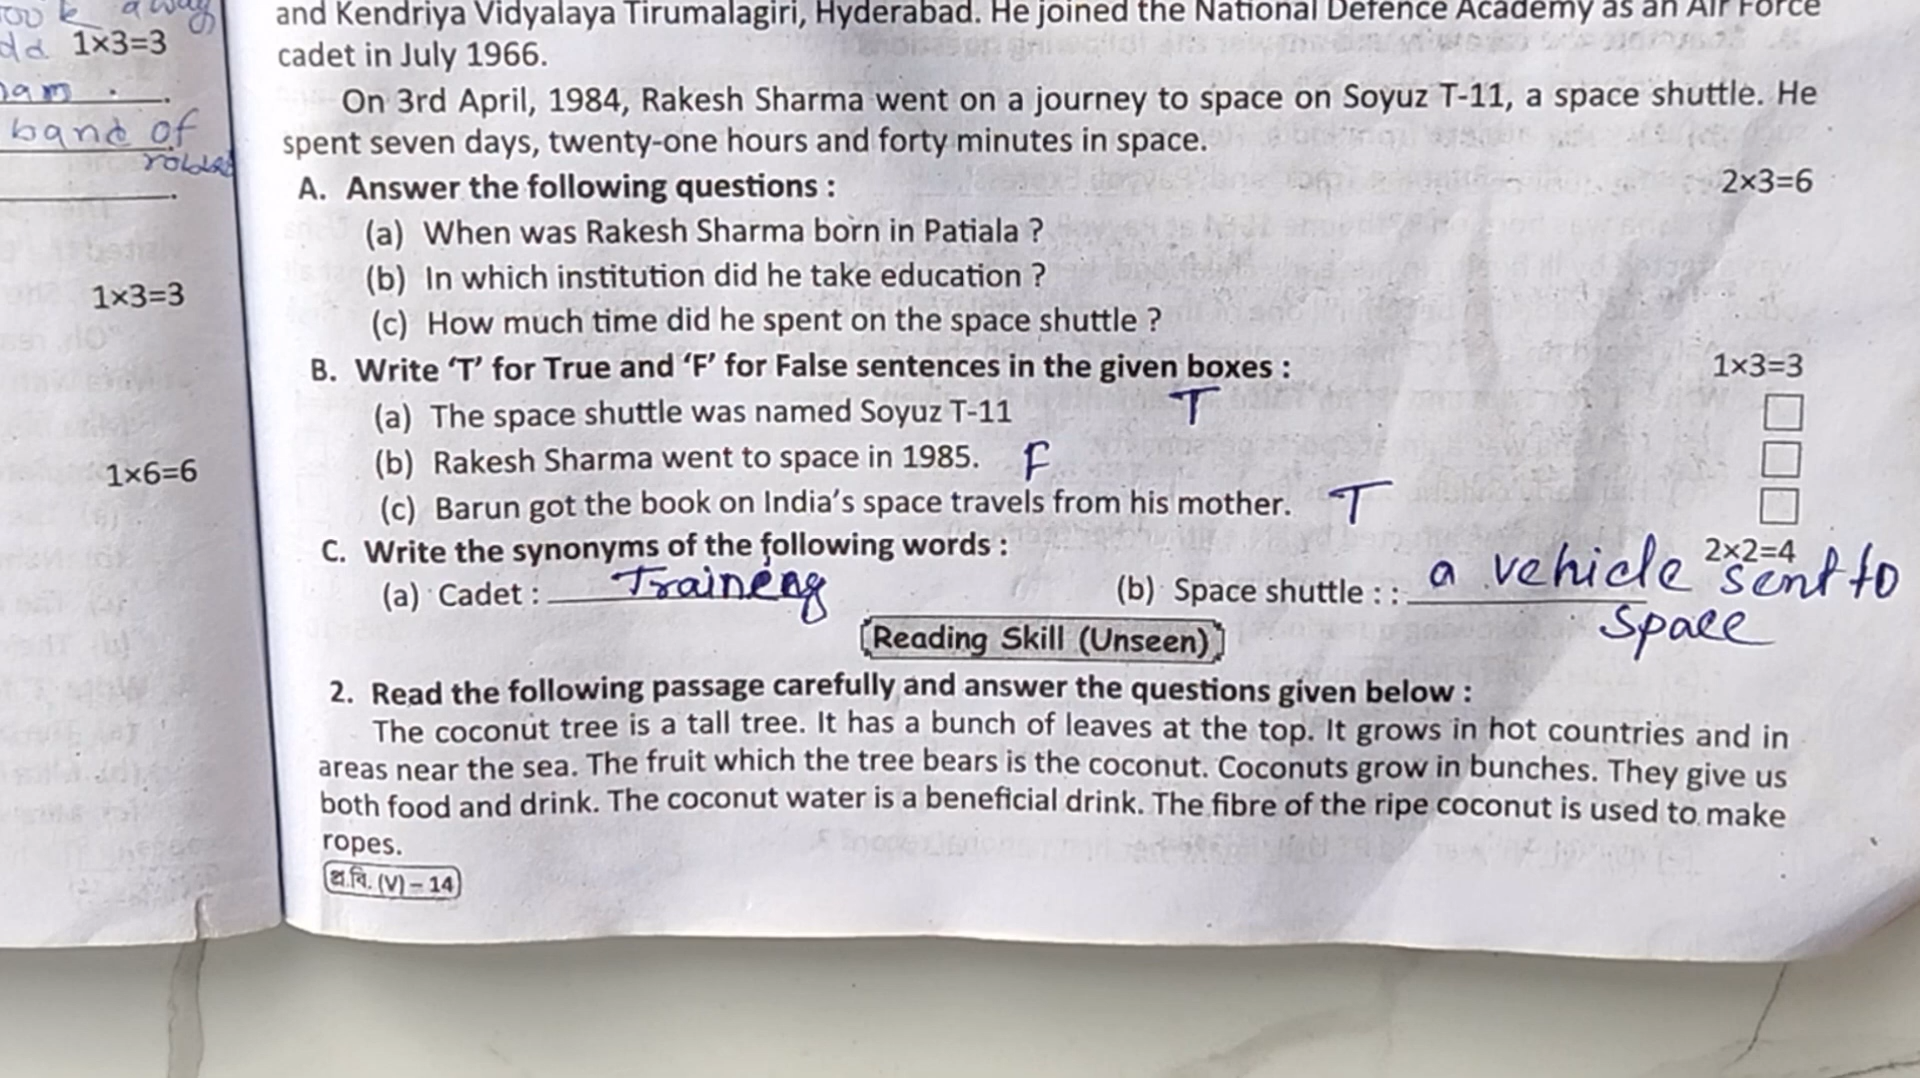 away
1×3=3
band of
1×3=3
1×6=6
and Kendriya Vidyalaya Tirumalagiri, Hyderabad. He joined the National Defence Academy as an Air Force
cadet in July 1966.
On 3rd April, 1984, Rakesh Sharma went on a journey to space on Soyuz T-11, a space shuttle. He
spent seven days, twenty-one hours and forty minutes in space.
A. Answer the following questions : 2×3=6
(a) When was Rakesh Sharma born in Patiala ?
(b) In which institution did he take education ?
(c) How much time did he spent on the space shuttle ?
B. Write ‘T’ for True and ‘F’ for False sentences in the given boxes : 1×3=3
(a) The space shuttle was named Soyuz T-11 T
(b) Rakesh Sharma went to space in 1985. F
(c) Barun got the book on India’s space travels from his mother. T
C. Write the synonyms of the following words : 2×2=4
(a) Cadet : Traineng (b) Space shuttle : : a vehicle sent to
space
Reading Skill (Unseen)
2. Read the following passage carefully and answer the questions given below :
The coconut tree is a tall tree. It has a bunch of leaves at the top. It grows in hot countries and in
areas near the sea. The fruit which the tree bears is the coconut. Coconuts grow in bunches. They give us
both food and drink. The coconut water is a beneficial drink. The fibre of the ripe coconut is used to make
ropes.
প্র.বি. (V) – 14